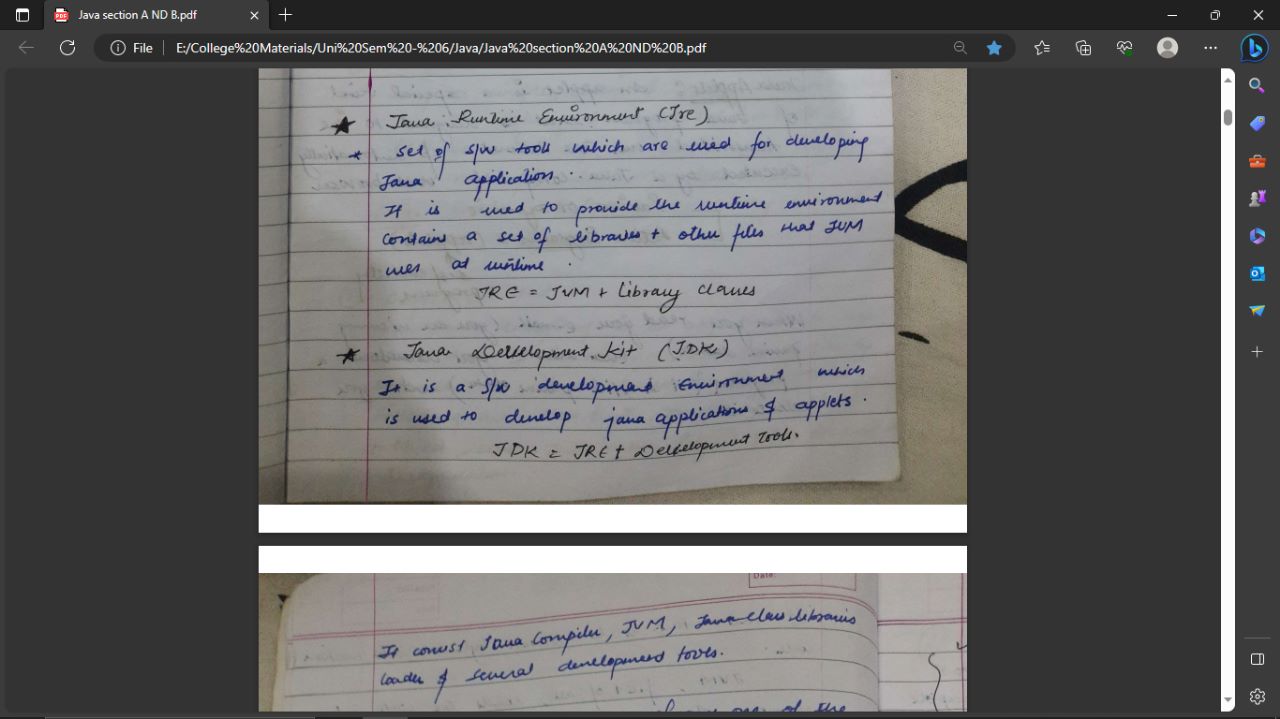 Java section A ND B.pdf
File
E:/College%20Materials/Uni%20Sem%20-%206/Java/Java%20section%20A%20ND%20B.pdf
Java Runtime Environment (Jre)
set of S/W tools which are used for developing
Java application.
It is used to provide the runtime environment
contains a set of libraries + other files that JVM
uses at runtime.
JRE = JVM + Library classes
Java Development Kit (JDK)
It is a S/W development Environment which
is used to develop java applications & applets.
JDK = JRE + Development Tools.
Date
It consist Java Compiler, JVM, Java class libraries
loader & several development tools.
of the